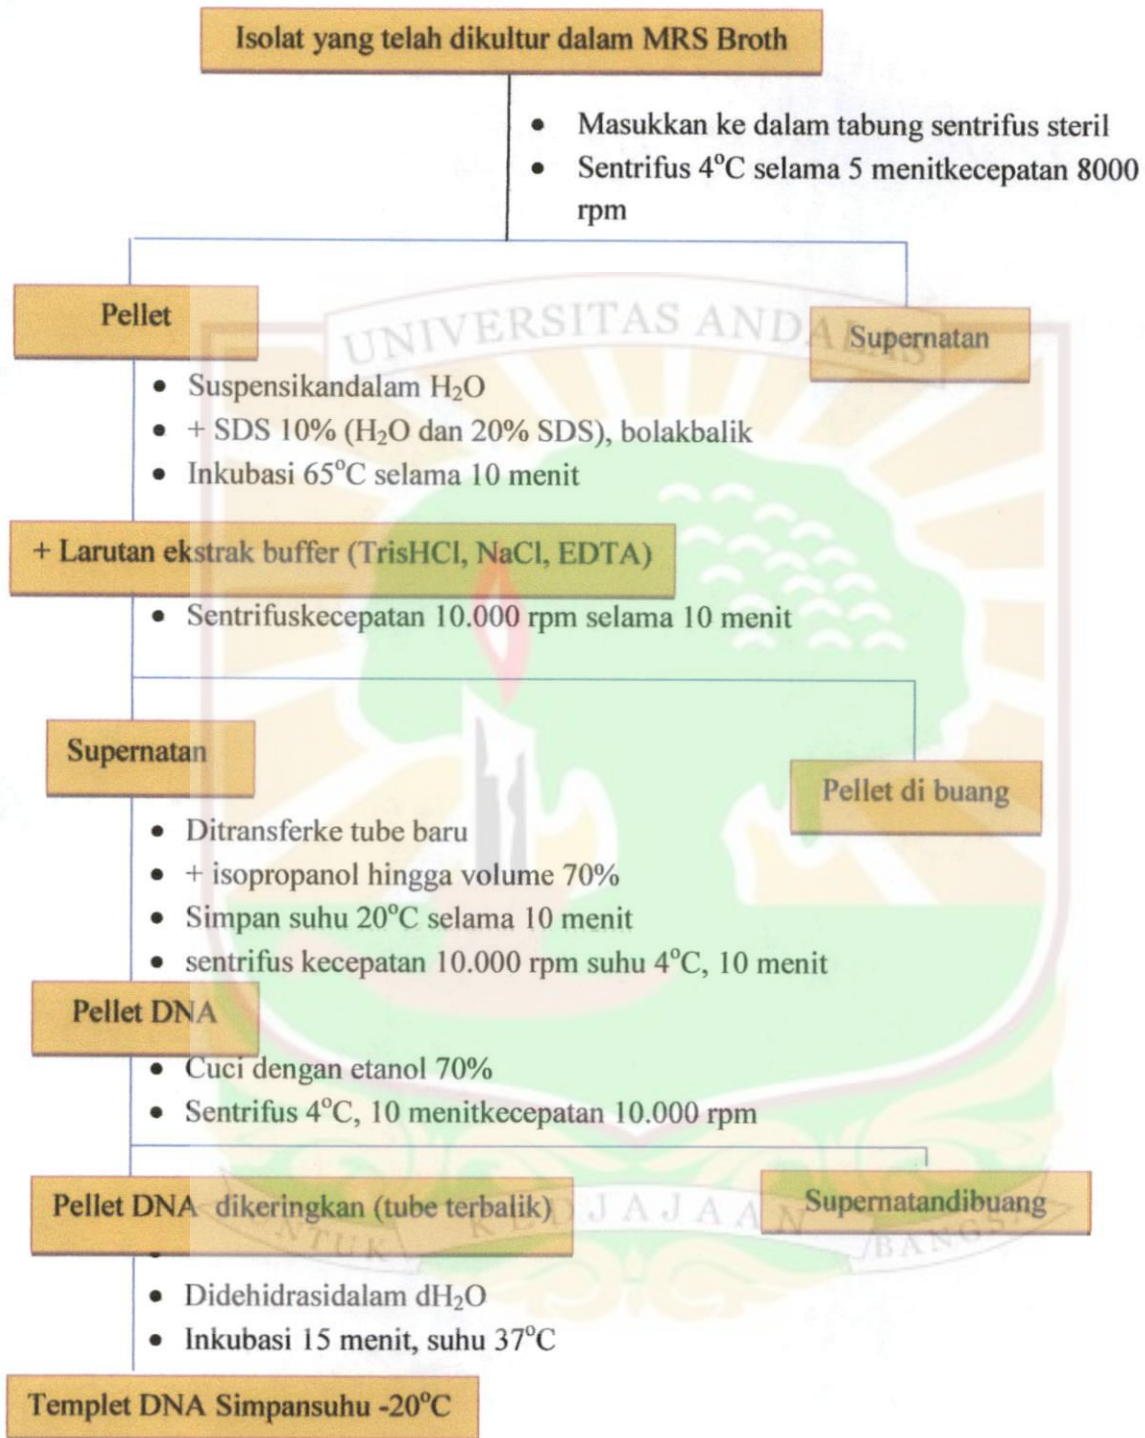 Isolat yang telah dikultur dalam MRS Broth
• Masukkan ke dalam tabung sentrifus steril
• Sentrifus 4°C selama 5 menitkecepatan 8000
rpm
Pellet
UNIVERSITAS ANDALAS
Supernatan
• Suspensikandalam H₂O
• + SDS 10% (H₂O dan 20% SDS), bolakbalik
• Inkubasi 65°C selama 10 menit
+ Larutan ekstrak buffer (TrisHCl, NaCl, EDTA)
• Sentrifuskecepatan 10.000 rpm selama 10 menit
Supernatan
Pellet di buang
• Ditransferke tube baru
• + isopropanol hingga volume 70%
• Simpan suhu 20°C selama 10 menit
• sentrifus kecepatan 10.000 rpm suhu 4°C, 10 menit
Pellet DNA
• Cuci dengan etanol 70%
• Sentrifus 4°C, 10 menitkecepatan 10.000 rpm
Pellet DNA dikeringkan (tube terbalik)
Supernatandibuang
UNTUK KEDJAJAAN BANGSA
• Didehidrasidalam dH₂O
• Inkubasi 15 menit, suhu 37°C
Templet DNA Simpansuhu -20°C